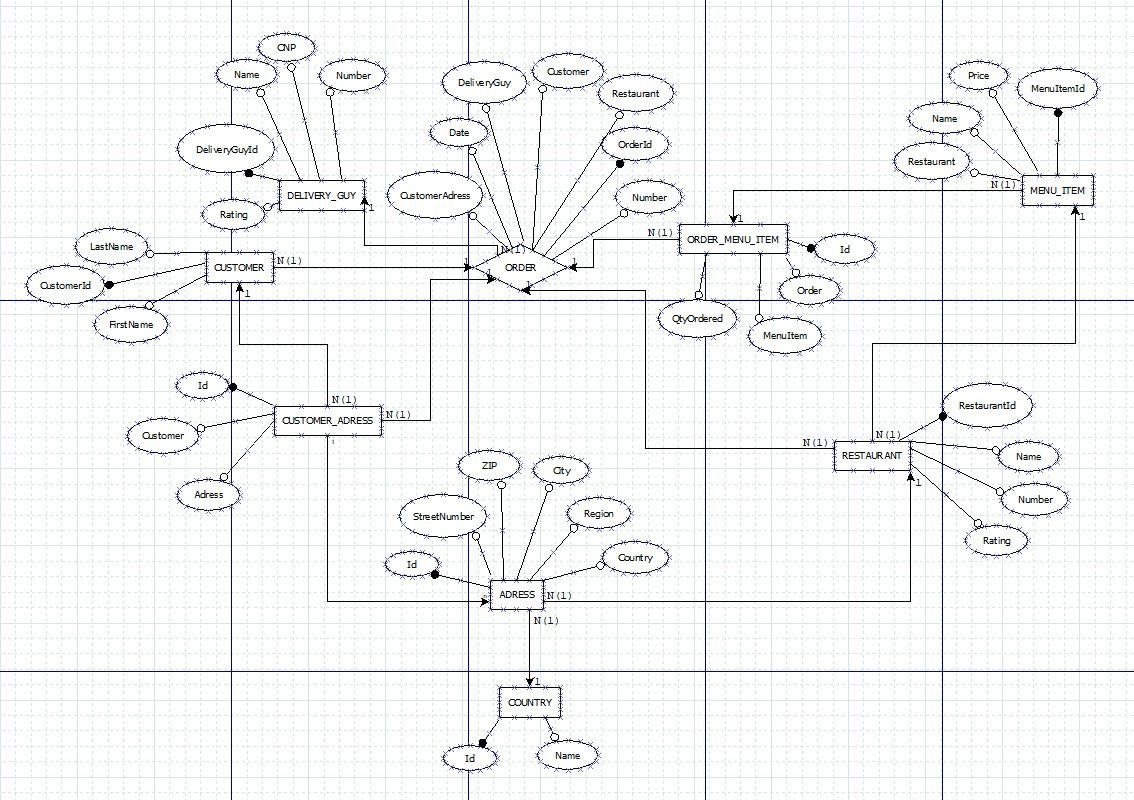 CNP
Name
Number
DeliveryGuyId
DELIVERY_GUY
Rating
1
DeliveryGuy
Customer
Restaurant
Date
OrderId
CustomerAdress
Number
N(1)
ORDER
1
1
1
1
Price
MenuItemId
Name
Restaurant
N(1)
MENU_ITEM
1
1
N(1)
ORDER_MENU_ITEM
Id
Order
QtyOrdered
MenuItem
LastName
CUSTOMER
N(1)
CustomerId
1
FirstName
Id
N(1)
CUSTOMER_ADRESS
N(1)
Customer
Adress
RestaurantId
N(1)
N(1)
RESTAURANT
Name
1
Number
Rating
ZIP
City
StreetNumber
Region
Id
Country
ADRESS
N(1)
N(1)
1
COUNTRY
Id
Name